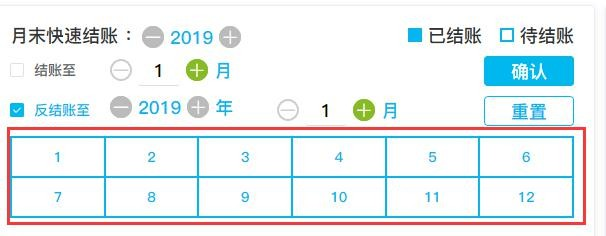 月末快速结账： 2019 已结账 待结账
结账至 1 月 确认
反结账至 2019 年 1 月 重置
1 2 3 4 5 6
7 8 9 10 11 12